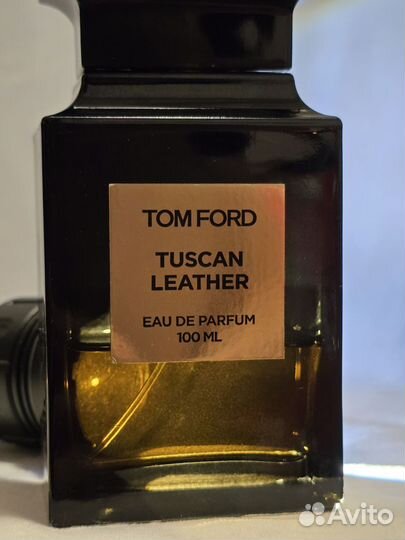 TOM FORD
TUSCAN
LEATHER
EAU DE PARFUM
100 ML
Avito